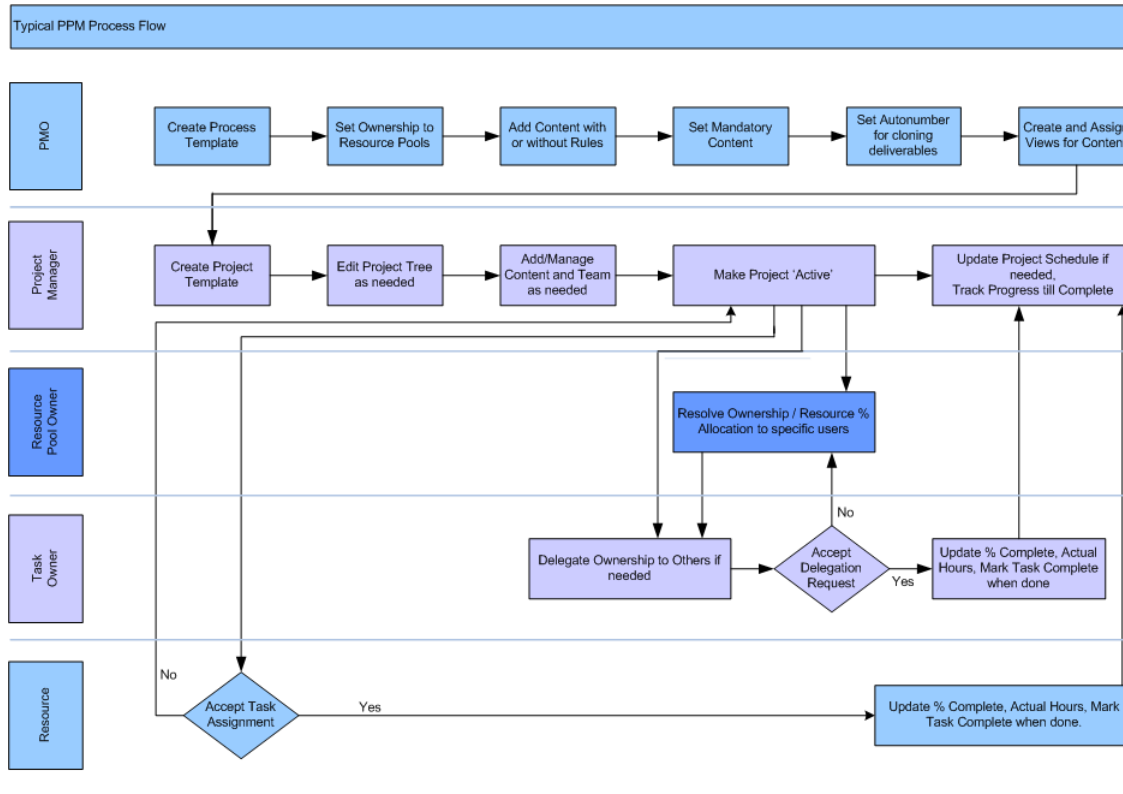 Typical PPM Process Flow
PMO
Create Process
Template
Set Ownership to
Resource Pools
Add Content with
or without Rules
Set Mandatory
Content
Set Autonumber
for cloning
deliverables
Create and Assig
Views for Conten
Project
Manager
Create Project
Template
Edit Project Tree
as needed
Add/Manage
Content and Team
as needed
Make Project ‘Active’
Update Project Schedule if
needed,
Track Progress till Complete
Resource
Pool Owner
Resolve Ownership / Resource %
Allocation to specific users
Task
Owner
Delegate Ownership to Others if
needed
No
Accept
Delegation
Request
Yes
Update % Complete, Actual
Hours, Mark Task Complete
when done
Resource
No
Accept Task
Assignment
Yes
Update % Complete, Actual Hours, Mark
Task Complete when done.